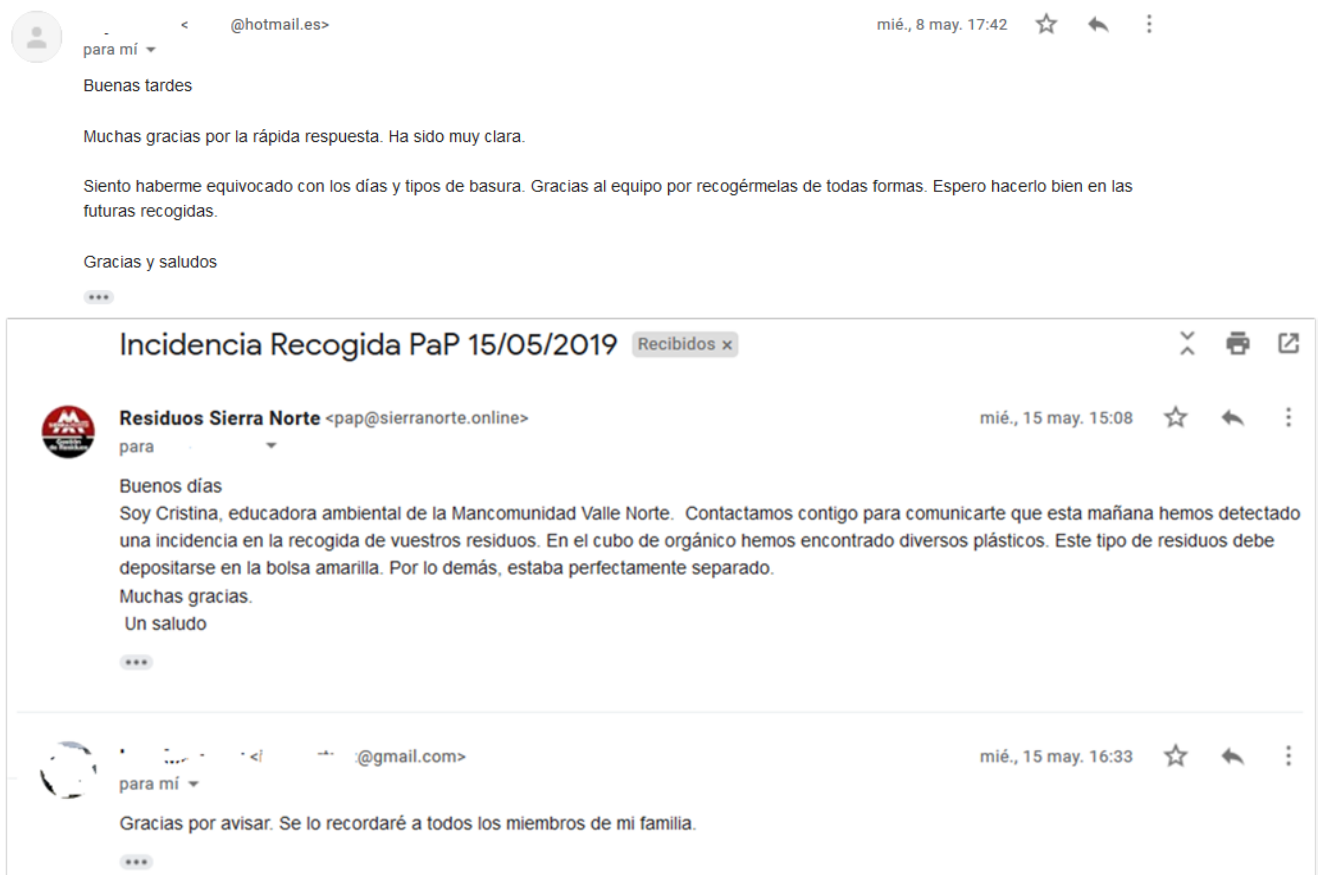 < @hotmail.es>
mié., 8 may. 17:42
para mí
Buenas tardes
Muchas gracias por la rápida respuesta. Ha sido muy clara.
Siento haberme equivocado con los días y tipos de basura. Gracias al equipo por recogérmelas de todas formas. Espero hacerlo bien en las
futuras recogidas.
Gracias y saludos
Incidencia Recogida PaP 15/05/2019 Recibidos x
Residuos Sierra Norte <pap@sierranorte.online>
mié., 15 may. 15:08
para
Buenos días
Soy Cristina, educadora ambiental de la Mancomunidad Valle Norte. Contactamos contigo para comunicarte que esta mañana hemos detectado
una incidencia en la recogida de vuestros residuos. En el cubo de orgánico hemos encontrado diversos plásticos. Este tipo de residuos debe
depositarse en la bolsa amarilla. Por lo demás, estaba perfectamente separado.
Muchas gracias.
Un saludo
@gmail.com>
mié., 15 may. 16:33
para mí
Gracias por avisar. Se lo recordaré a todos los miembros de mi familia.